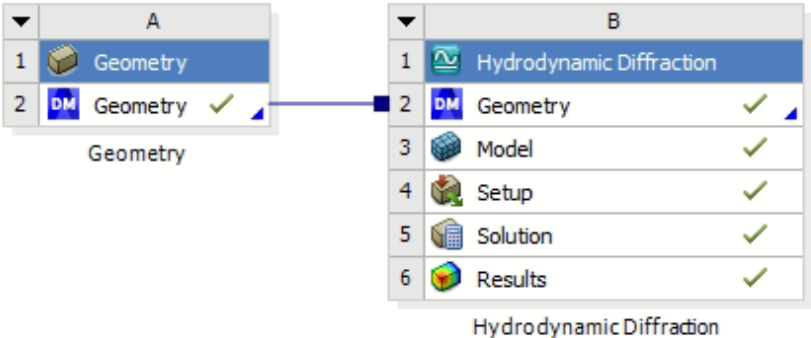 A
1 Geometry
2 DM Geometry
Geometry
B
1 Hydrodynamic Diffraction
2 DM Geometry
3 Model
4 Setup
5 Solution
6 Results
Hydrodynamic Diffraction